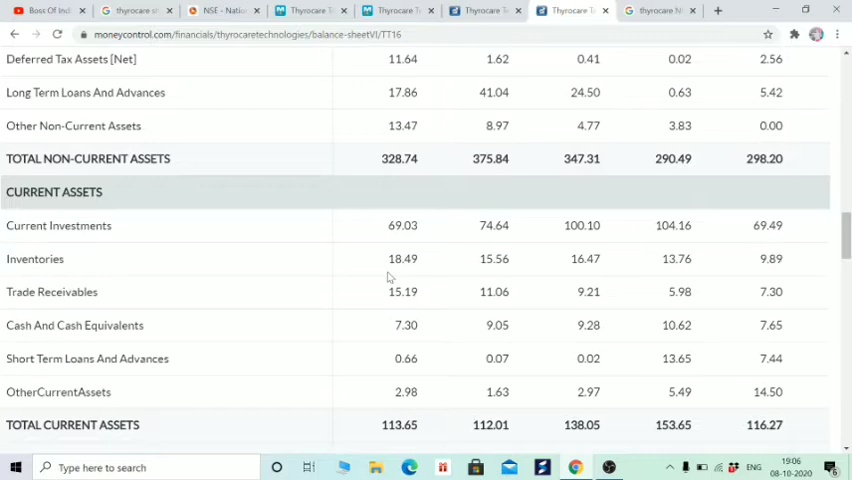 Boss Of Ind
thyrocare sh
NSE - Nation
Thyrocare T
Thyrocare T
Thyrocare T
Thyrocare T
thyrocare N
moneycontrol.com/financials/thyrocaretechnologies/balance-sheetVI/TT16
Deferred Tax Assets [Net] 11.64 1.62 0.41 0.02 2.56
Long Term Loans And Advances 17.86 41.04 24.50 0.63 5.42
Other Non-Current Assets 13.47 8.97 4.77 3.83 0.00
TOTAL NON-CURRENT ASSETS 328.74 375.84 347.31 290.49 298.20
CURRENT ASSETS
Current Investments 69.03 74.64 100.10 104.16 69.49
Inventories 18.49 15.56 16.47 13.76 9.89
Trade Receivables 15.19 11.06 9.21 5.98 7.30
Cash And Cash Equivalents 7.30 9.05 9.28 10.62 7.65
Short Term Loans And Advances 0.66 0.07 0.02 13.65 7.44
OtherCurrentAssets 2.98 1.63 2.97 5.49 14.50
TOTAL CURRENT ASSETS 113.65 112.01 138.05 153.65 116.27
Type here to search
ENG
19:06
08-10-2020
6